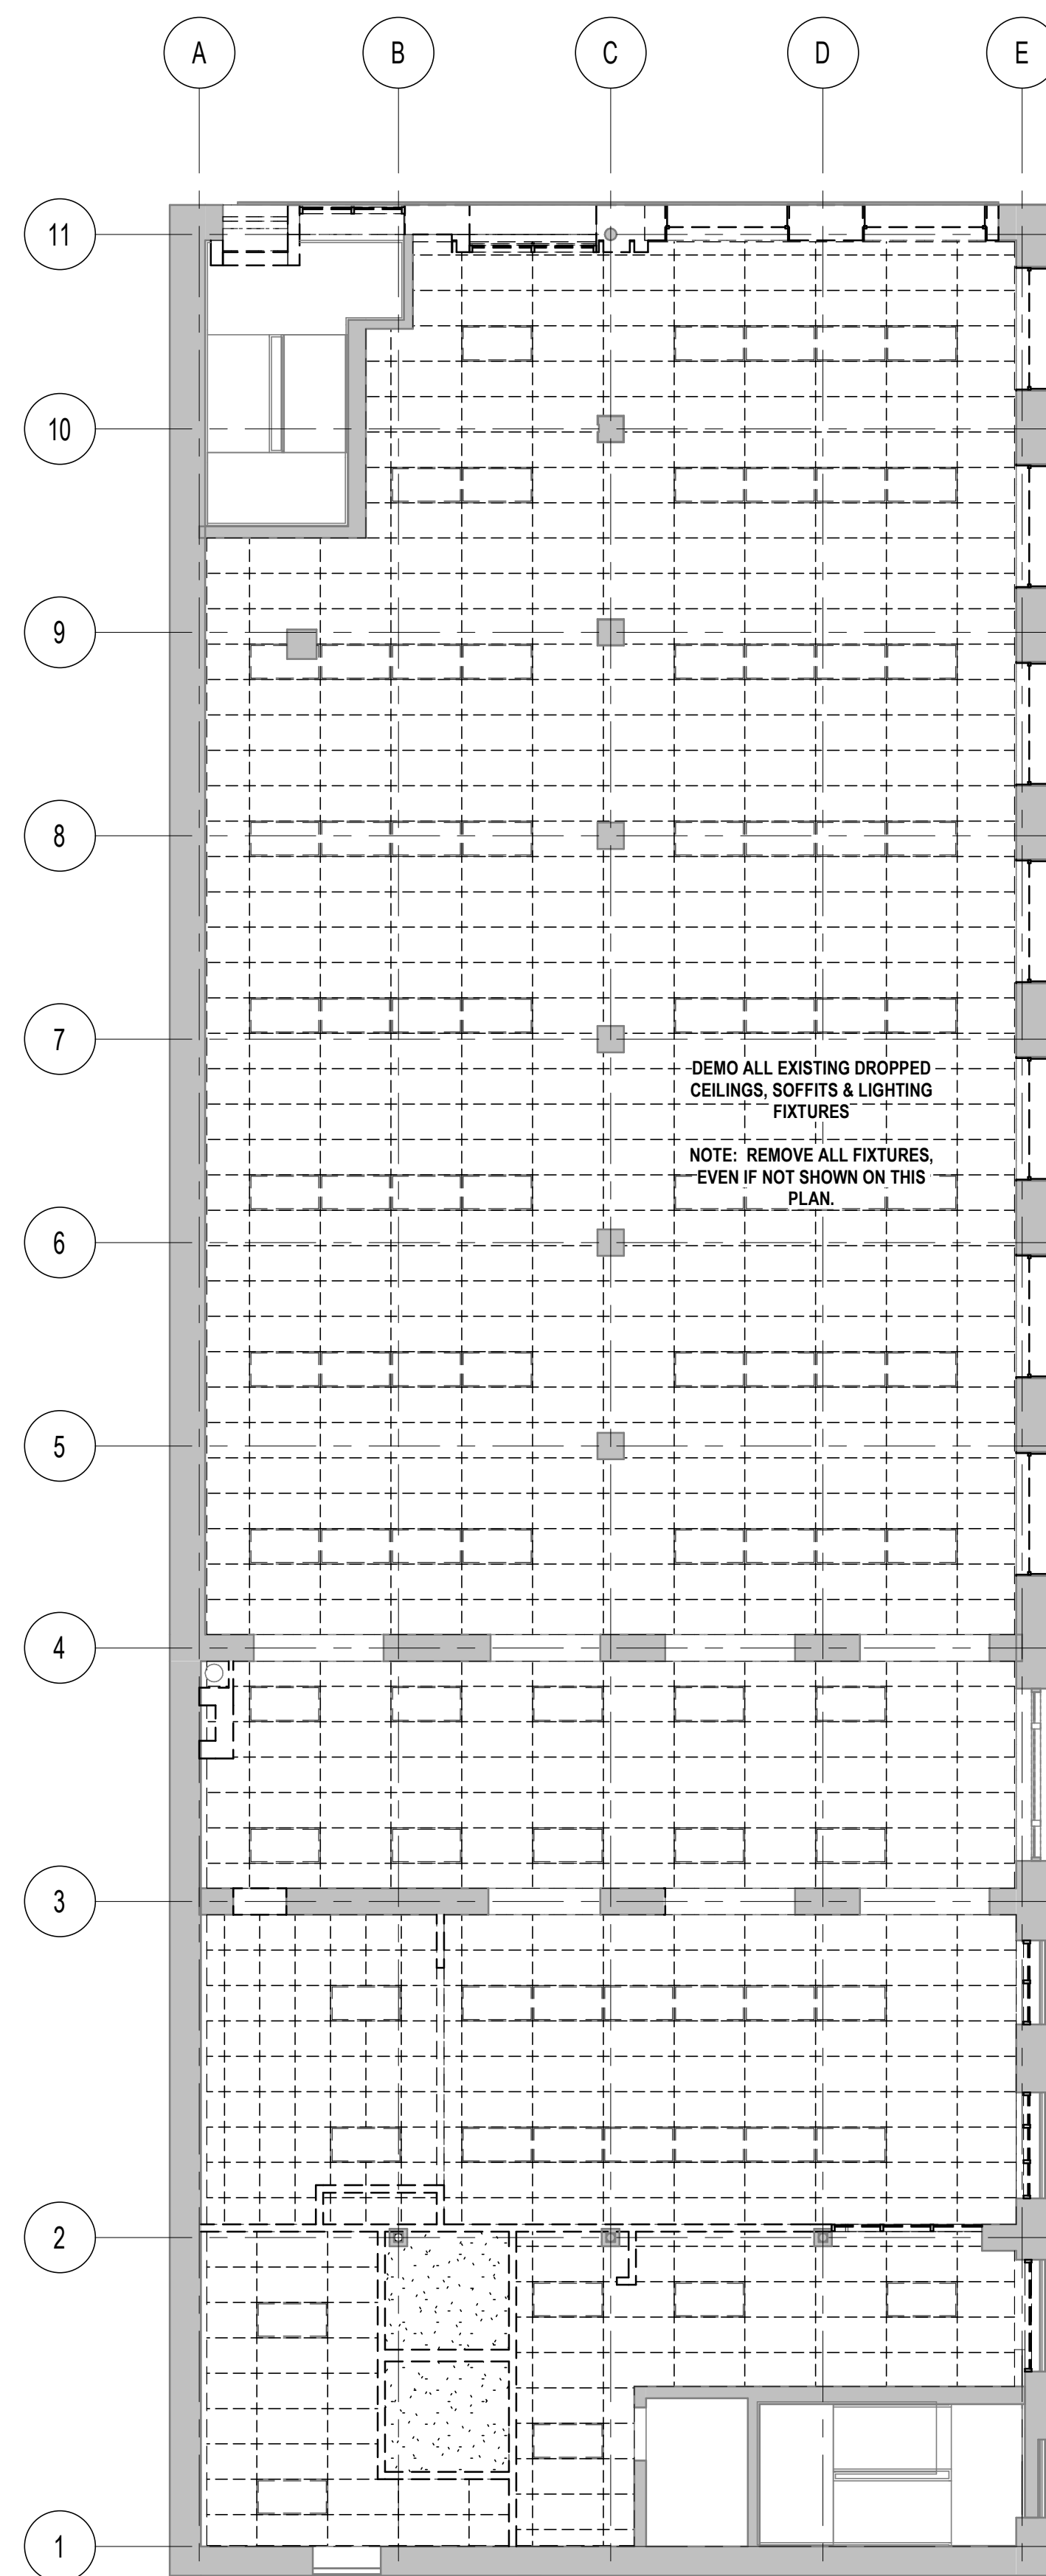 A B C D E
11
10
9
8
7
DEMO ALL EXISTING DROPPED
CEILINGS, SOFFITS & LIGHTING
FIXTURES
NOTE: REMOVE ALL FIXTURES,
EVEN IF NOT SHOWN ON THIS
PLAN.
6
5
4
3
2
1